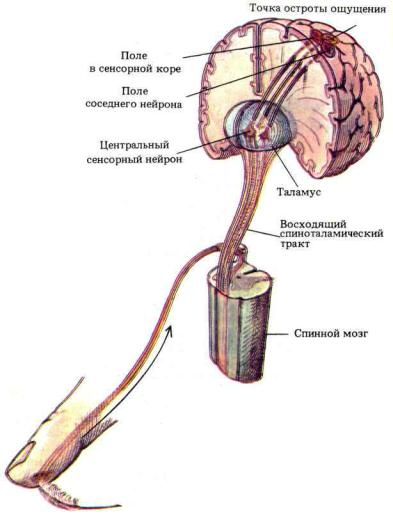 Точка остроты ощущения
Поле
в сенсорной коре
Поле
соседнего нейрона
Центральный
сенсорный нейрон
Таламус
Восходящий
спиноталамический
тракт
Спинной мозг